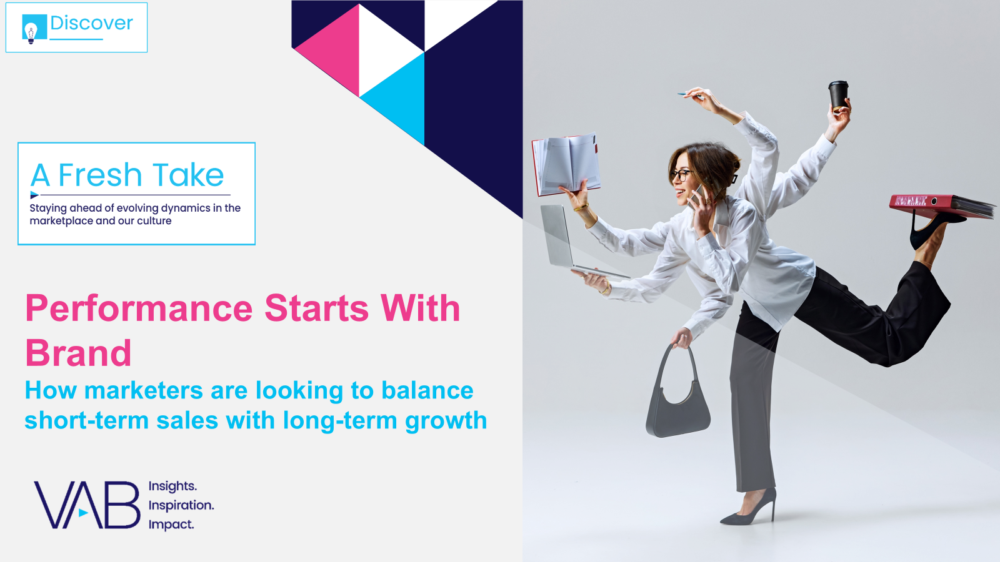 Discover
A Fresh Take
Staying ahead of evolving dynamics in the
marketplace and our culture
Performance Starts With
Brand
How marketers are looking to balance
short-term sales with long-term growth
VAB
Insights.
Inspiration.
Impact.